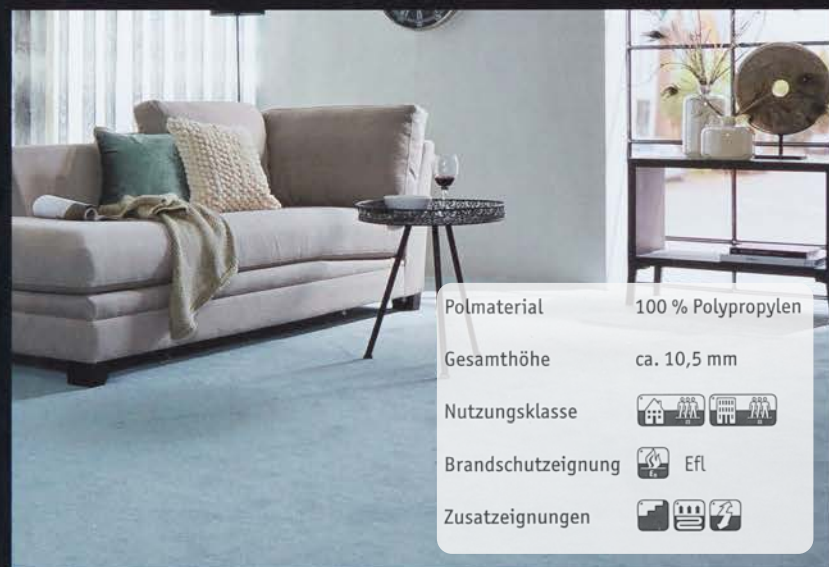 Polmaterial 100 % Polypropylen
Gesamthöhe ca. 10,5 mm
Nutzungsklasse
Brandschutzeignung Efl
Zusatzeignungen